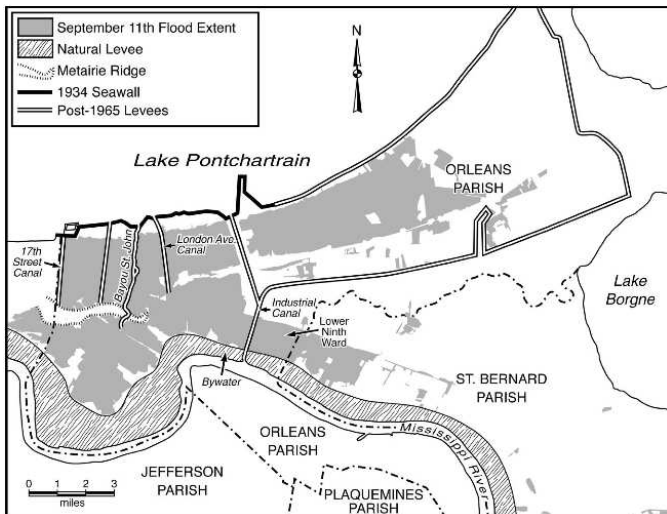 September 11th Flood Extent
Natural Levee
Metairie Ridge
1934 Seawall
Post-1965 Levees
N
Lake Pontchartrain
ORLEANS
PARISH
17th
Street
Canal
Bayou St. John
London Ave.
Canal
Industrial
Canal
Lower
Ninth
Ward
Lake
Borgne
Bywater
ST. BERNARD
PARISH
ORLEANS
PARISH
Mississippi River
JEFFERSON
PARISH
PLAQUEMINES
PARISH
0 1 2 3
miles